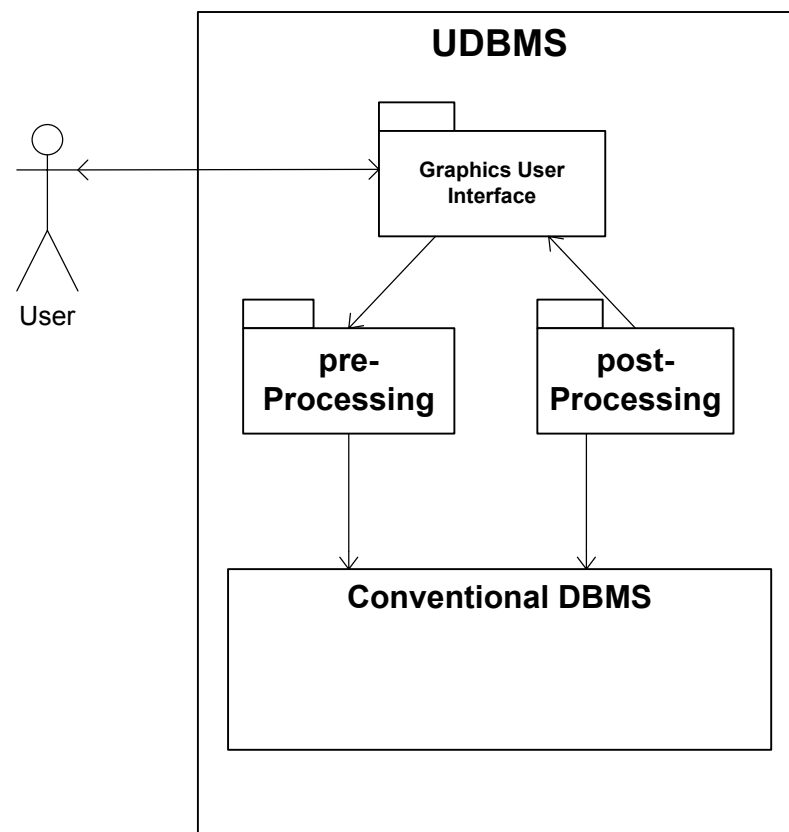 UDBMS
Graphics User
Interface
User
pre-
Processing
post-
Processing
Conventional DBMS